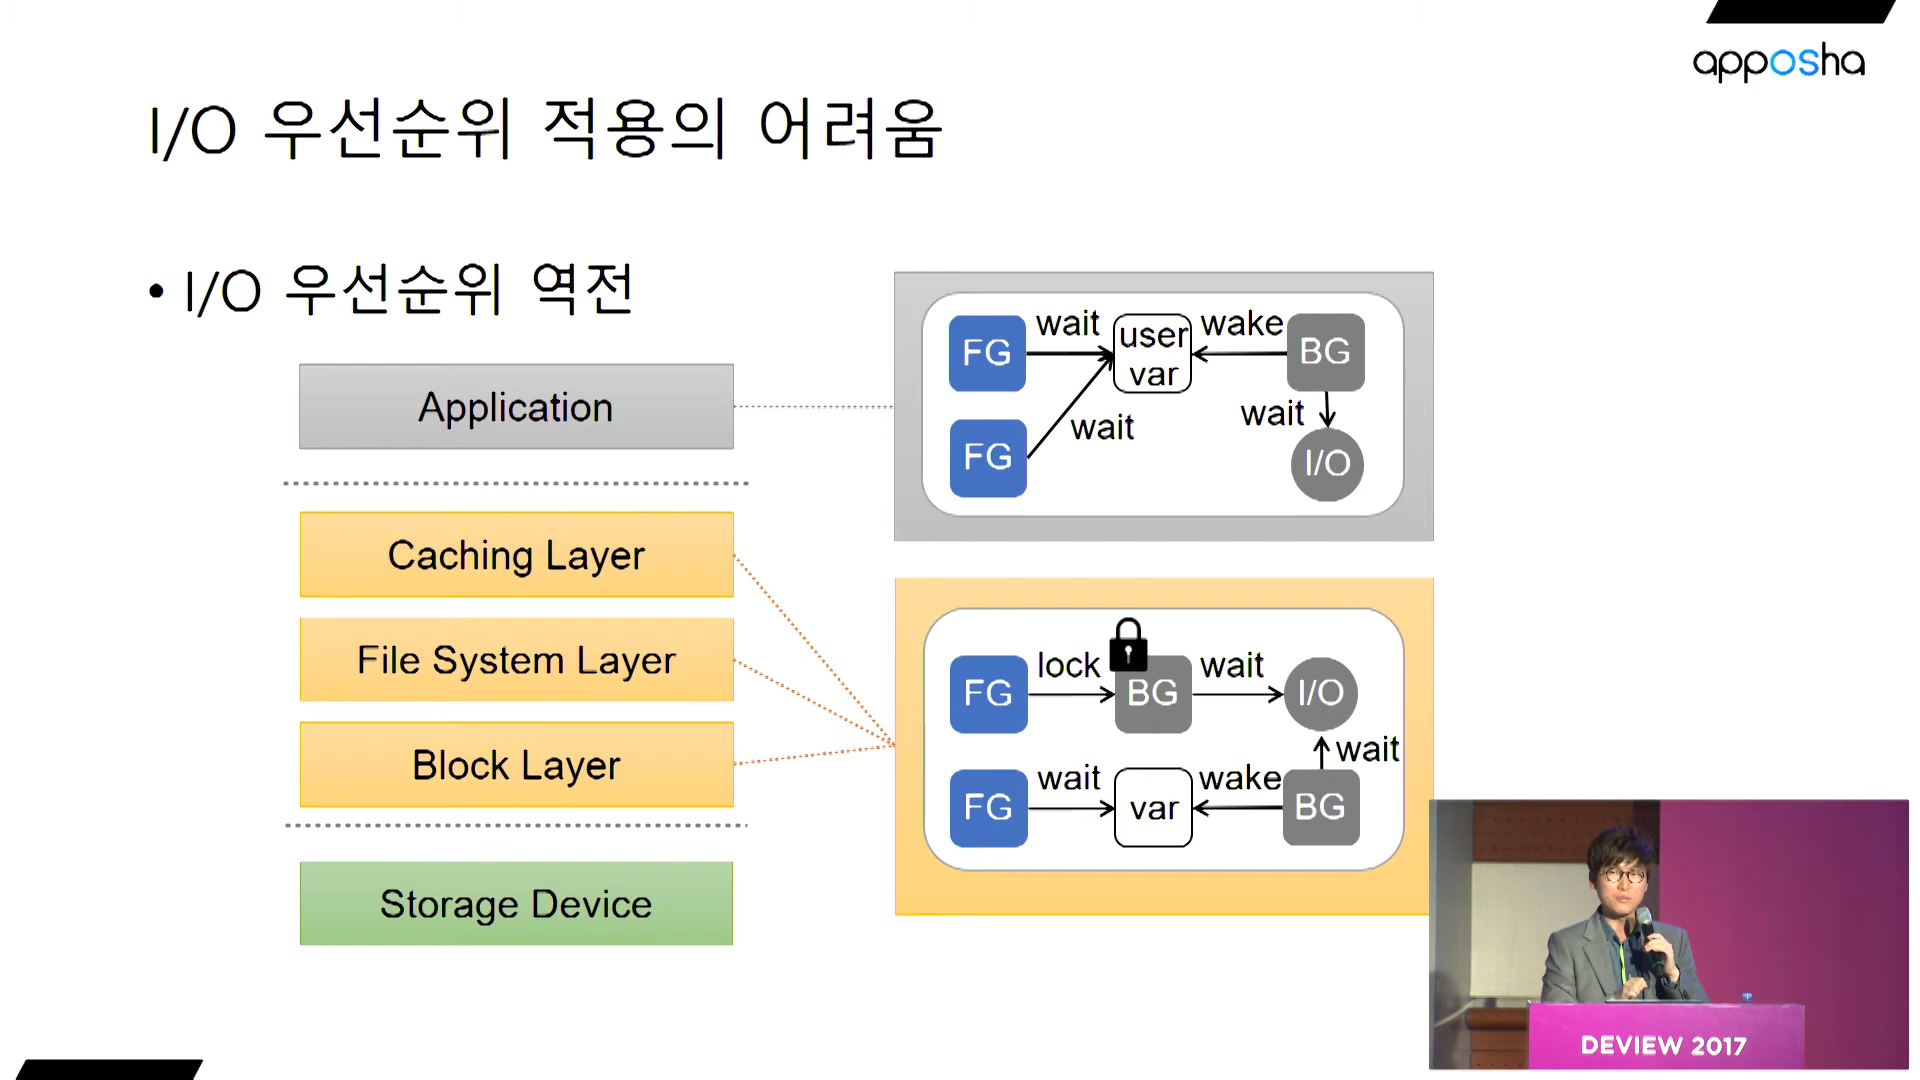 apposha
I/O 우선순위 적용의 어려움
• I/O 우선순위 역전
Application
Caching Layer
File System Layer
Block Layer
Storage Device
FG
wait
user
var
wake
BG
FG
wait
wait
I/O
FG
lock
BG
wait
I/O
wait
FG
wait
var
wake
BG
DEVIEW 2017